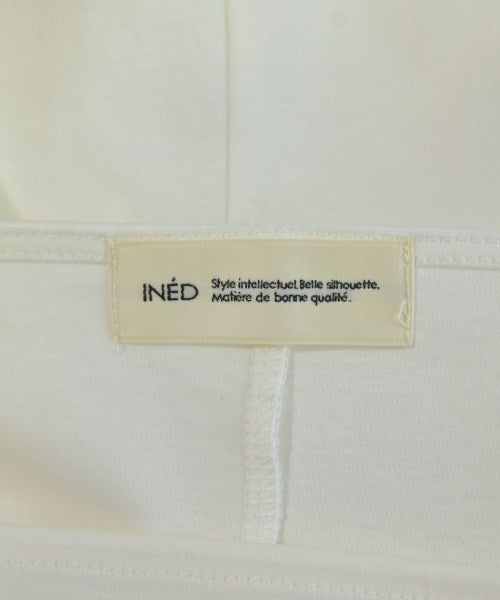 INÉD
Style intellectuel. Belle silhouette.
Matière de bonne qualité.